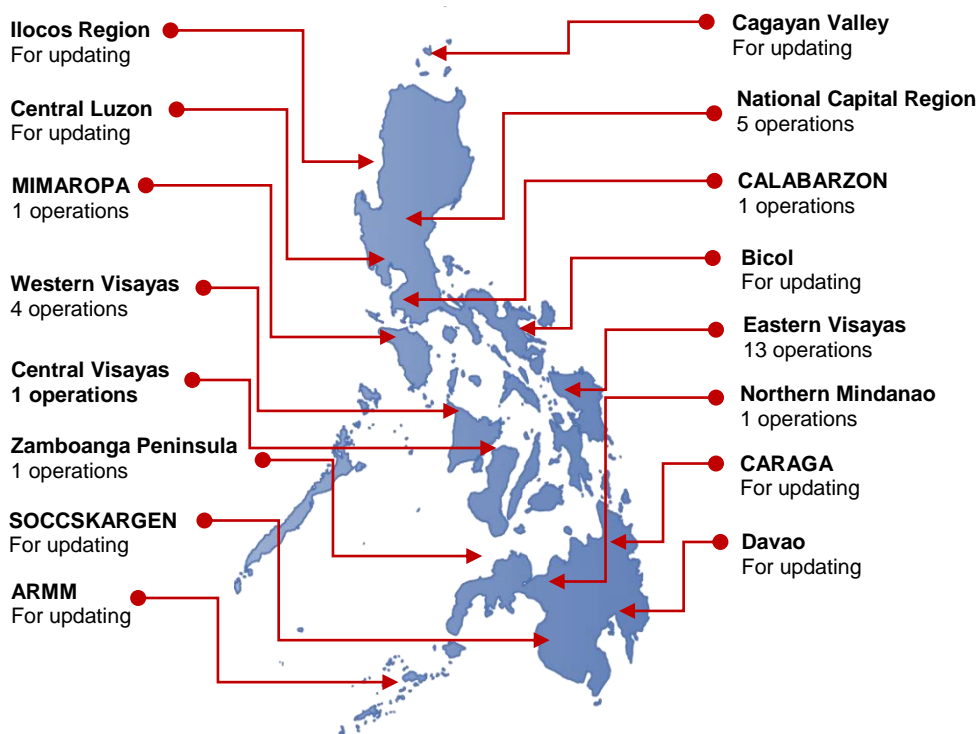 Ilocos Region
For updating
Central Luzon
For updating
MIMAROPA
1 operations
Western Visayas
4 operations
Central Visayas
1 operations
Zamboanga Peninsula
1 operations
SOCCSKARGEN
For updating
ARMM
For updating
Cagayan Valley
For updating
National Capital Region
5 operations
CALABARZON
1 operations
Bicol
For updating
Eastern Visayas
13 operations
Northern Mindanao
1 operations
CARAGA
For updating
Davao
For updating